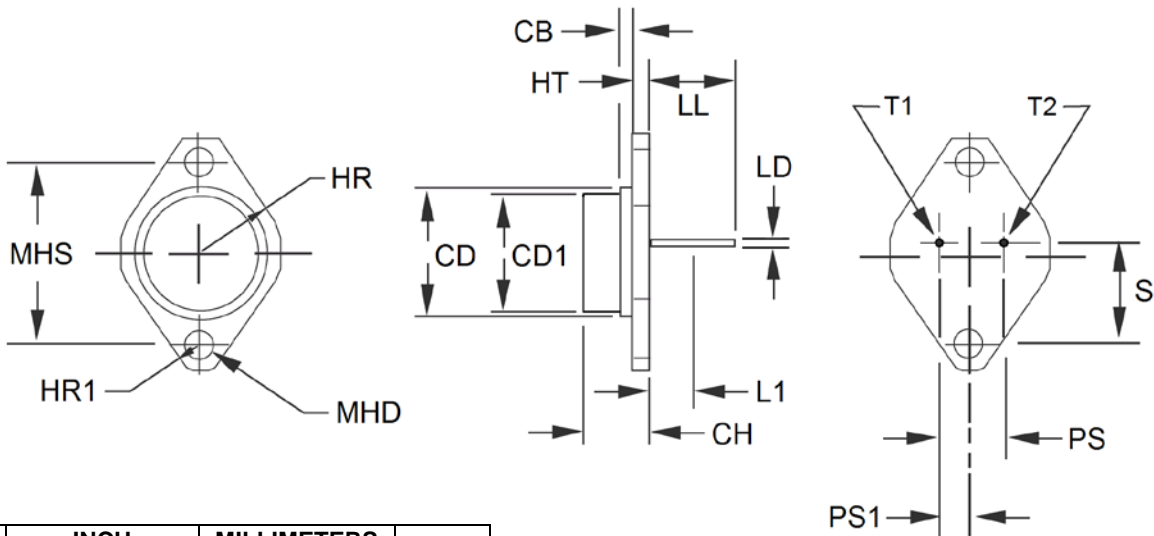 CB
HT
LL
T1
T2
HR
LD
MHS
CD
CD1
S
HR1
MHD
L1
CH
PS
PS1
INCH
MILLIMETERS